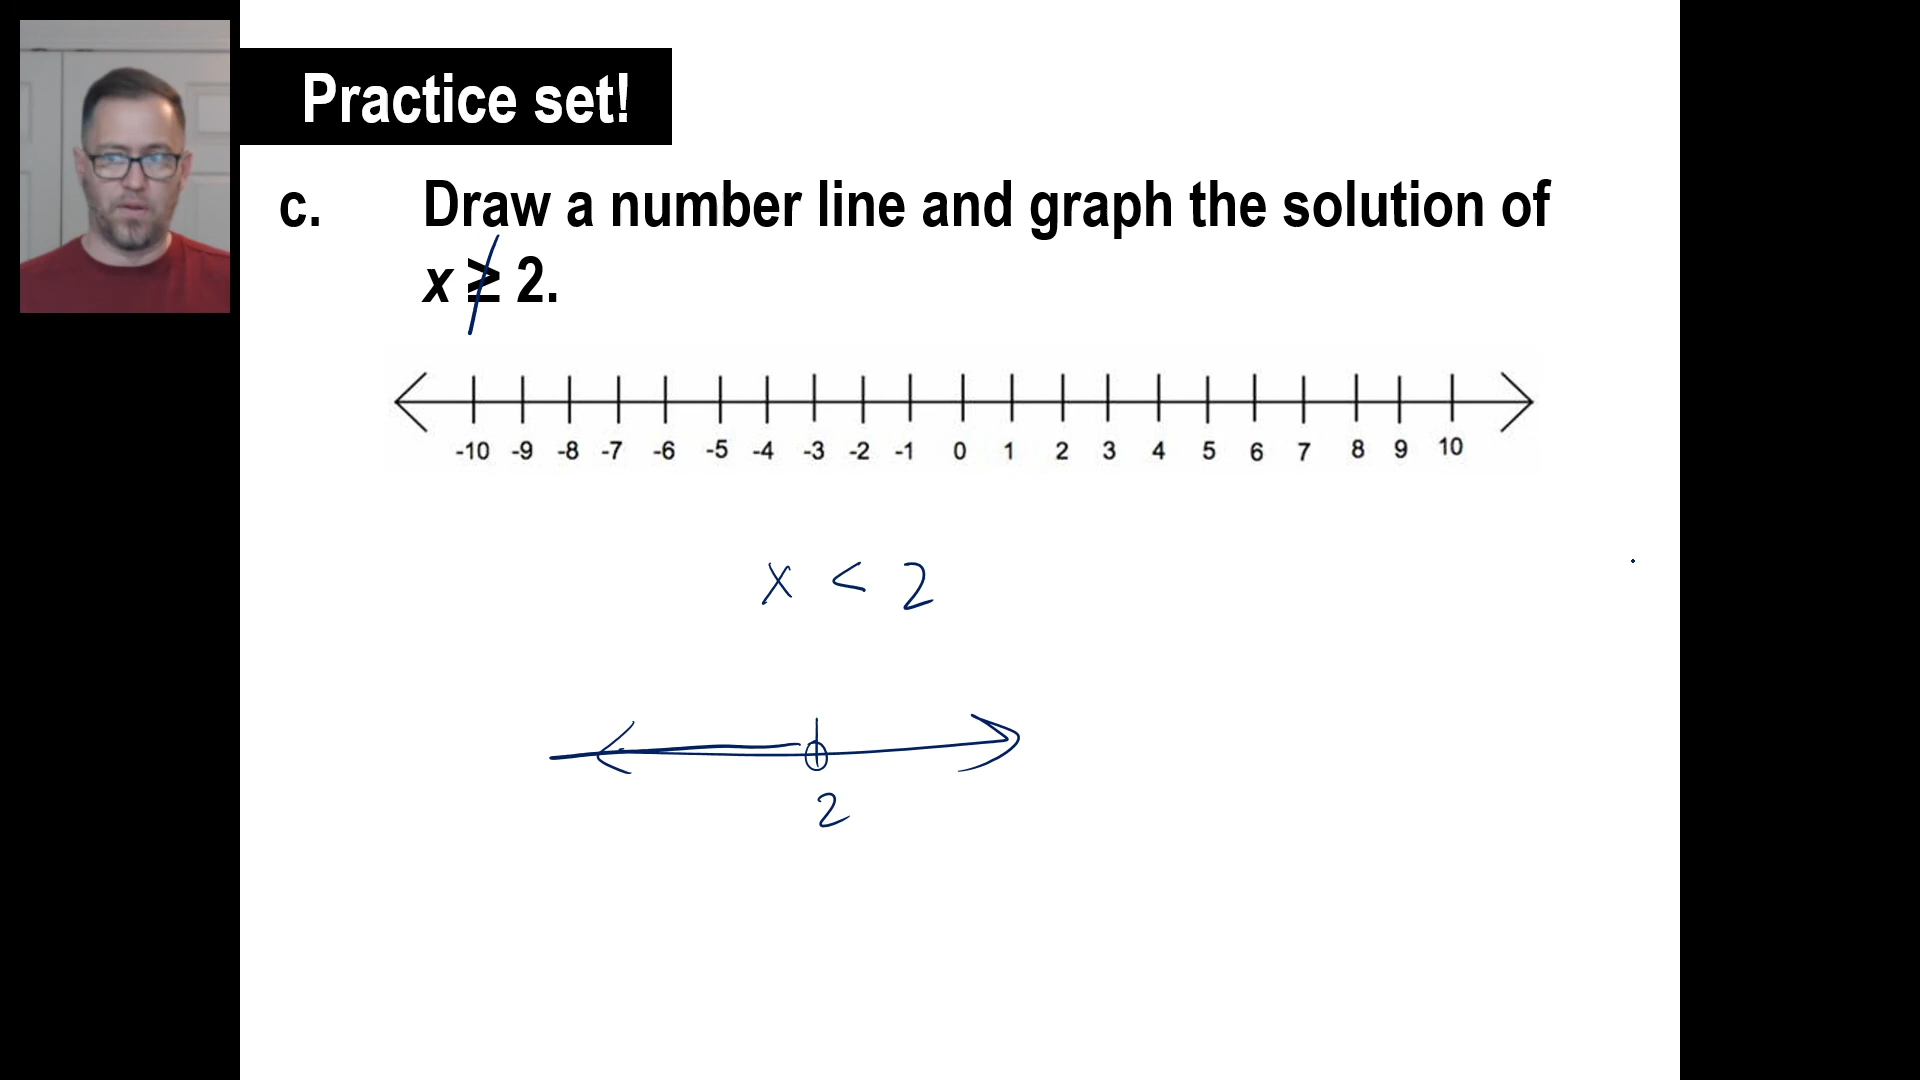 Practice set!
c. Draw a number line and graph the solution of
x ≱ 2.
-10 -9 -8 -7 -6 -5 -4 -3 -2 -1 0 1 2 3 4 5 6 7 8 9 10
x < 2
2